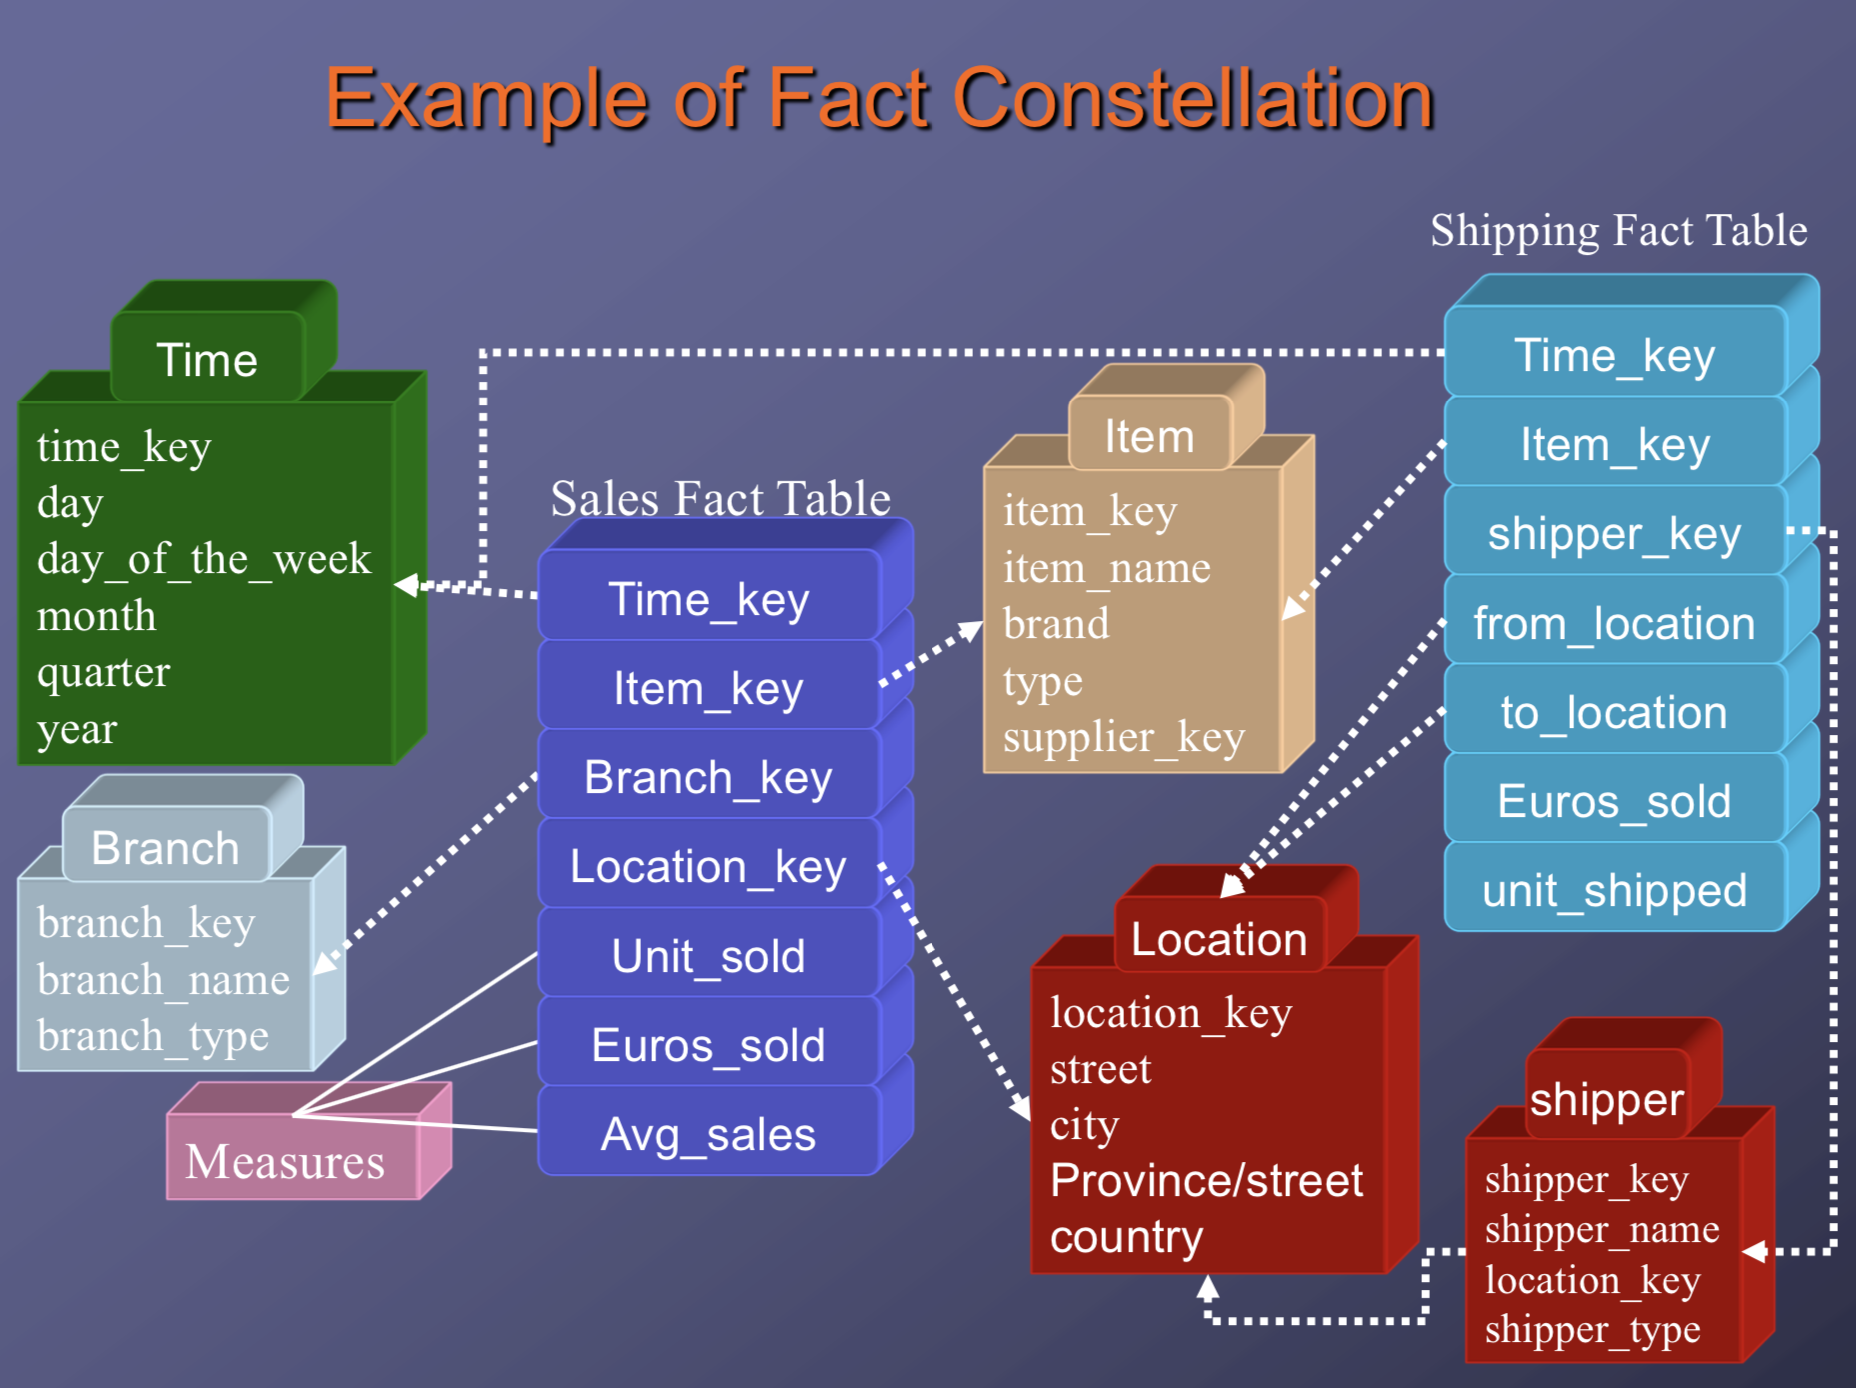 Example of Fact Constellation
Time
time_key
day
day_of_the_week
month
quarter
year
Branch
branch_key
branch_name
branch_type
Measures
Sales Fact Table
Time_key
Item_key
Branch_key
Location_key
Unit_sold
Euros_sold
Avg_sales
Item
item_key
item_name
brand
type
supplier_key
Location
location_key
street
city
Province/street
country
Shipping Fact Table
Time_key
Item_key
shipper_key
from_location
to_location
Euros_sold
unit_shipped
shipper
shipper_key
shipper_name
location_key
shipper_type